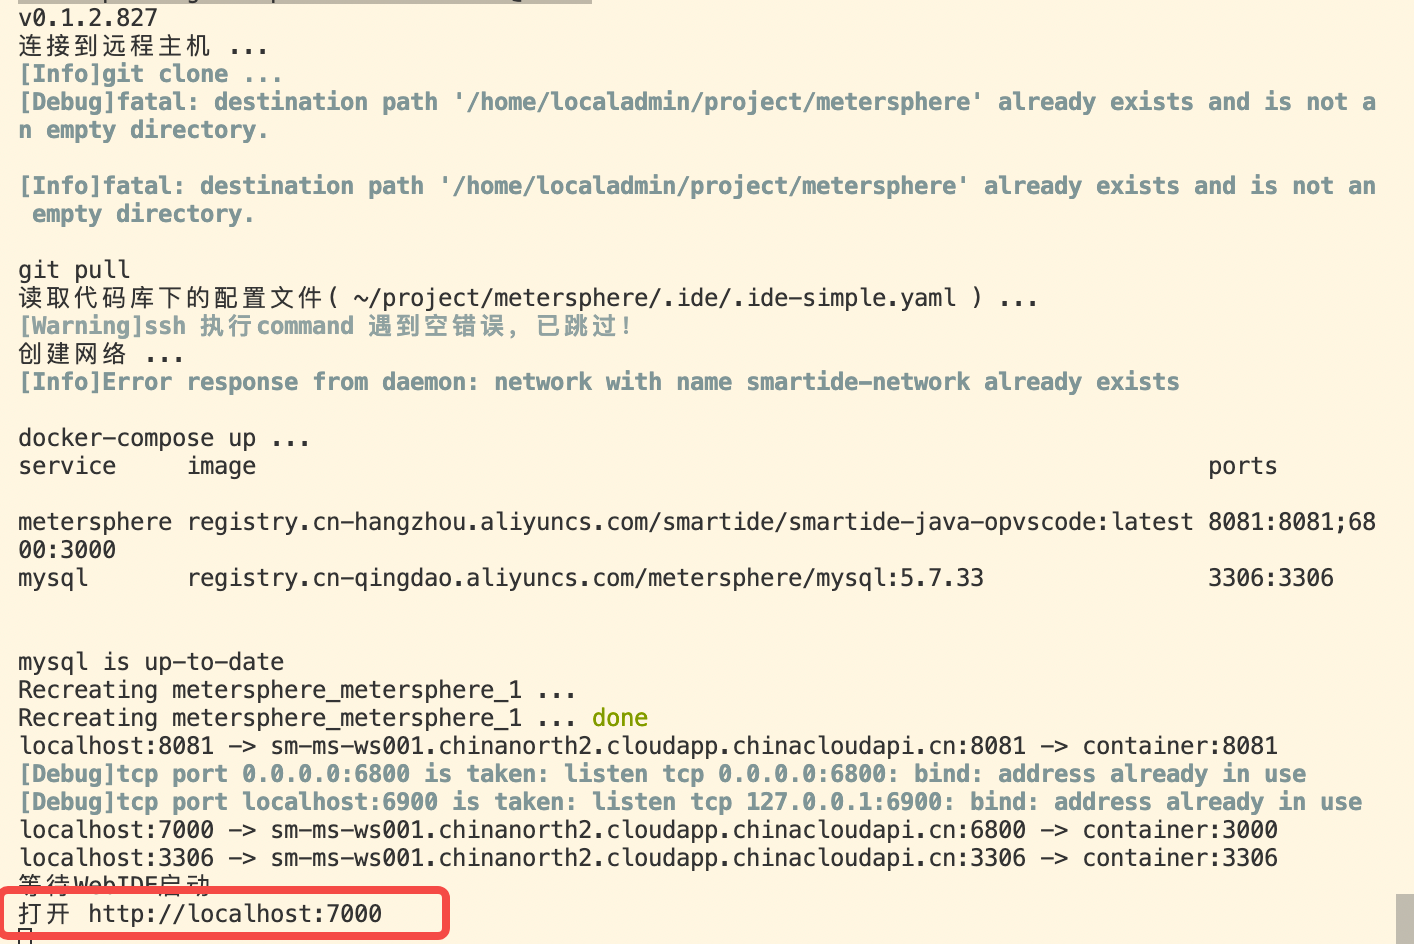 v0.1.2.827
连接到远程主机 ...
[Info]git clone ...
[Debug]fatal: destination path '/home/localadmin/project/metersphere' already exists and is not a
n empty directory.
[Info]fatal: destination path '/home/localadmin/project/metersphere' already exists and is not an
empty directory.
git pull
读取代码库下的配置文件( ~/project/metersphere/.ide/.ide-simple.yaml ) ...
[Warning]ssh 执行command 遇到空错误, 已跳过!
创建网络 ...
[Info]Error response from daemon: network with name smartide-network already exists
docker-compose up ...
service image ports
metersphere registry.cn-hangzhou.aliyuncs.com/smartide/smartide-java-opvscode:latest 8081:8081;68
00:3000
mysql registry.cn-qingdao.aliyuncs.com/metersphere/mysql:5.7.33 3306:3306
mysql is up-to-date
Recreating metersphere_metersphere_1 ...
Recreating metersphere_metersphere_1 ... done
localhost:8081 -> sm-ms-ws001.chinanorth2.cloudapp.chinacloudapi.cn:8081 -> container:8081
[Debug]tcp port 0.0.0.0:6800 is taken: listen tcp 0.0.0.0:6800: bind: address already in use
[Debug]tcp port localhost:6900 is taken: listen tcp 127.0.0.1:6900: bind: address already in use
localhost:7000 -> sm-ms-ws001.chinanorth2.cloudapp.chinacloudapi.cn:6800 -> container:3000
localhost:3306 -> sm-ms-ws001.chinanorth2.cloudapp.chinacloudapi.cn:3306 -> container:3306
等待WebIDE启动
打开 http://localhost:7000